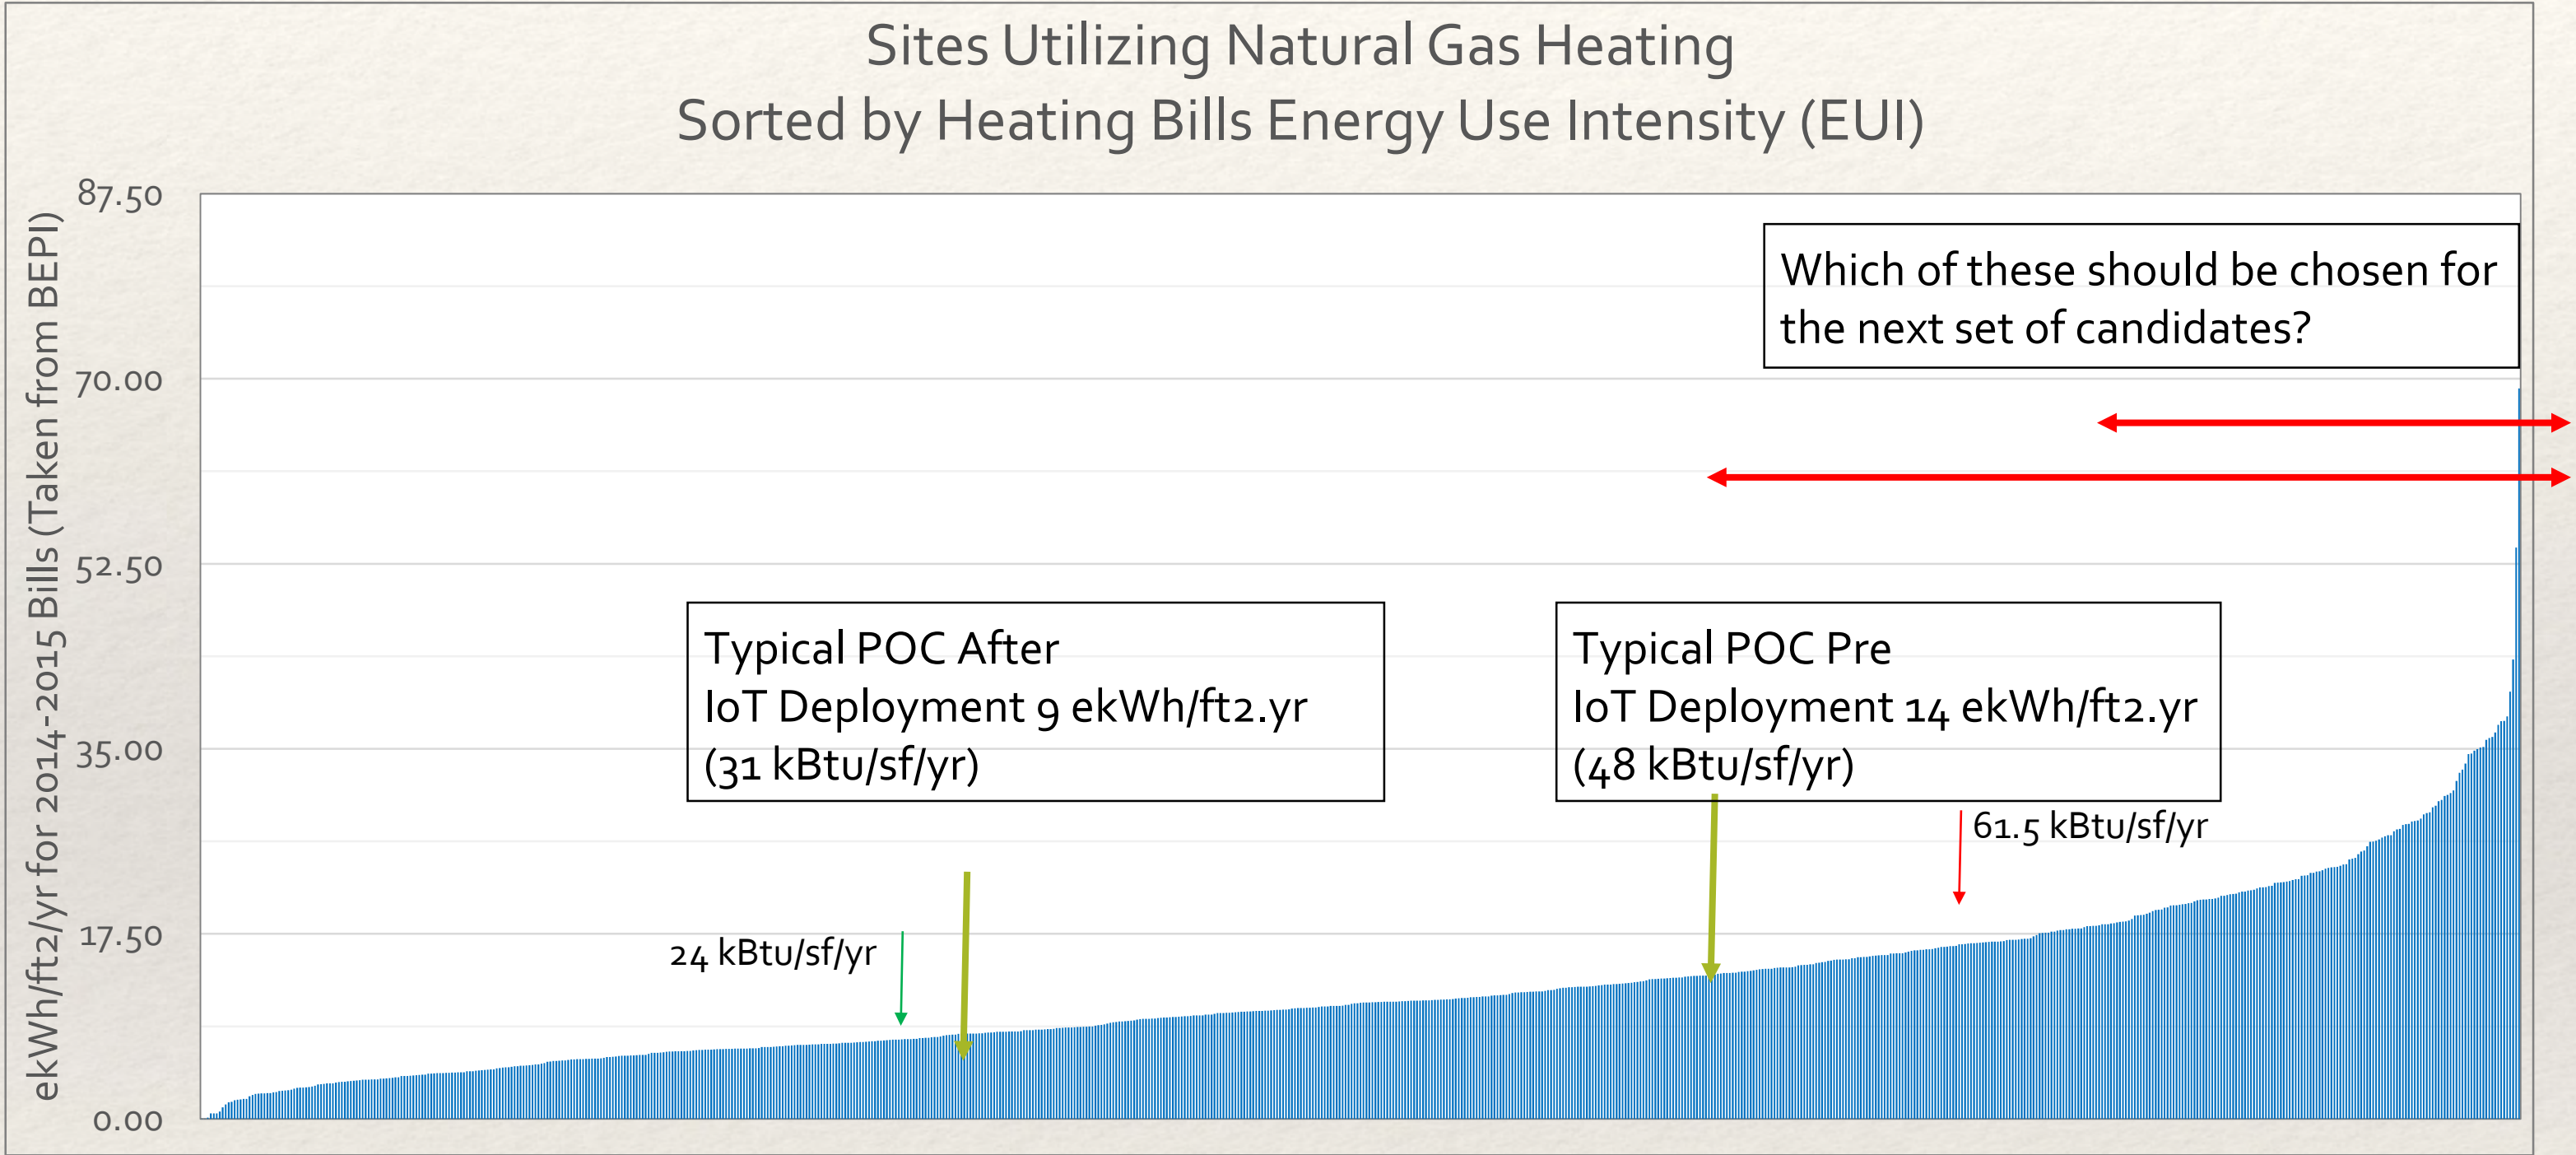 Sites Utilizing Natural Gas Heating
Sorted by Heating Bills Energy Use Intensity (EUI)
ekWh/ft2/yr for 2014-2015 Bills (Taken from BEPI)
87.50
70.00
52.50
35.00
17.50
0.00
Which of these should be chosen for
the next set of candidates?
Typical POC After
IoT Deployment 9 ekWh/ft2.yr
(31 kBtu/sf/yr)
Typical POC Pre
IoT Deployment 14 ekWh/ft2.yr
(48 kBtu/sf/yr)
61.5 kBtu/sf/yr
24 kBtu/sf/yr